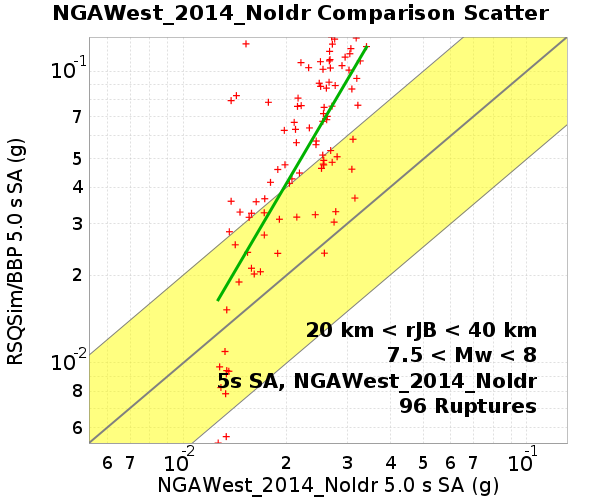 NGAWest_2014_NoIdr Comparison Scatter
RSQSim/BBP 5.0 s SA (g)
10⁻¹
7
5
4
3
2
10⁻²
8
6
20 km < rJB < 40 km
7.5 < Mw < 8
5s SA, NGAWest_2014_NoIdr
96 Ruptures
6 7 10⁻² 2 3 4 5 6 7 8 10⁻¹
NGAWest_2014_NoIdr 5.0 s SA (g)